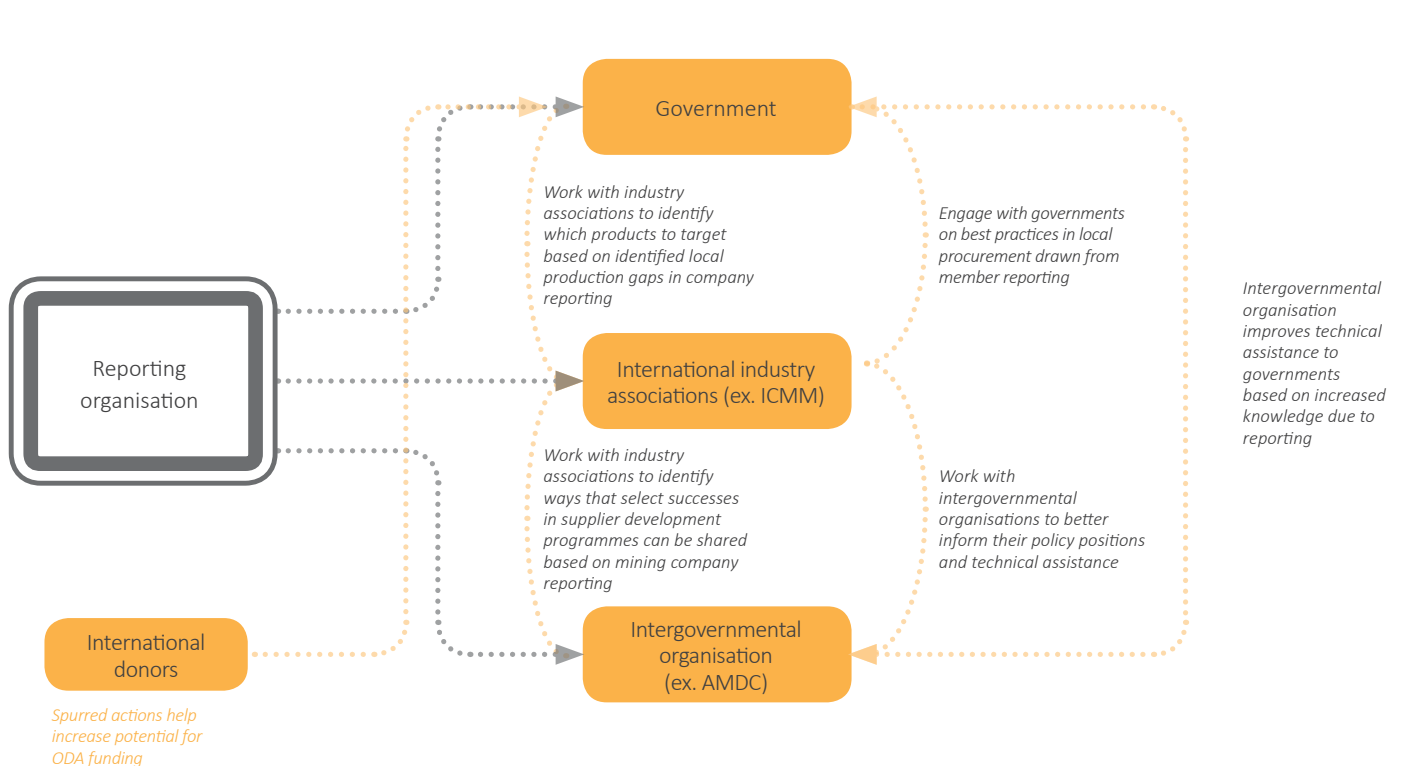 Government
Work with industry
associations to identify
which products to target
based on identified local
production gaps in company
reporting
Engage with governments
on best practices in local
procurement drawn from
member reporting
Intergovernmental
organisation
improves technical
assistance to
governments
based on increased
knowledge due to
reporting
Reporting
organisation
International industry
associations (ex. ICMM)
Work with industry
associations to identify
ways that select successes
in supplier development
programmes can be shared
based on mining company
reporting
Work with
intergovernmental
organisations to better
inform their policy positions
and technical assistance
International
donors
Intergovernmental
organisation
(ex. AMDC)
Spurred actions help
increase potential for
ODA funding